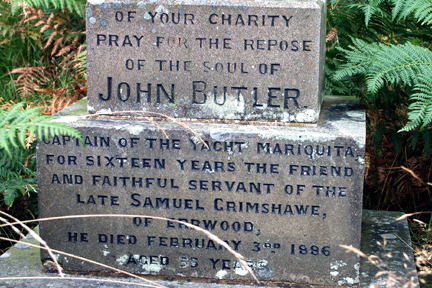 OF YOUR CHARITY
PRAY FOR THE REPOSE
OF THE SOUL OF
JOHN BUTLER.
CAPTAIN OF THE YACHT MARIQUITA
FOR SIXTEEN YEARS THE FRIEND
AND FAITHFUL SERVANT OF THE
LATE SAMUEL GRIMSHAWE,
OF ERRWOOD,
HE DIED FEBRUARY 3RD 1886
AGED YEARS